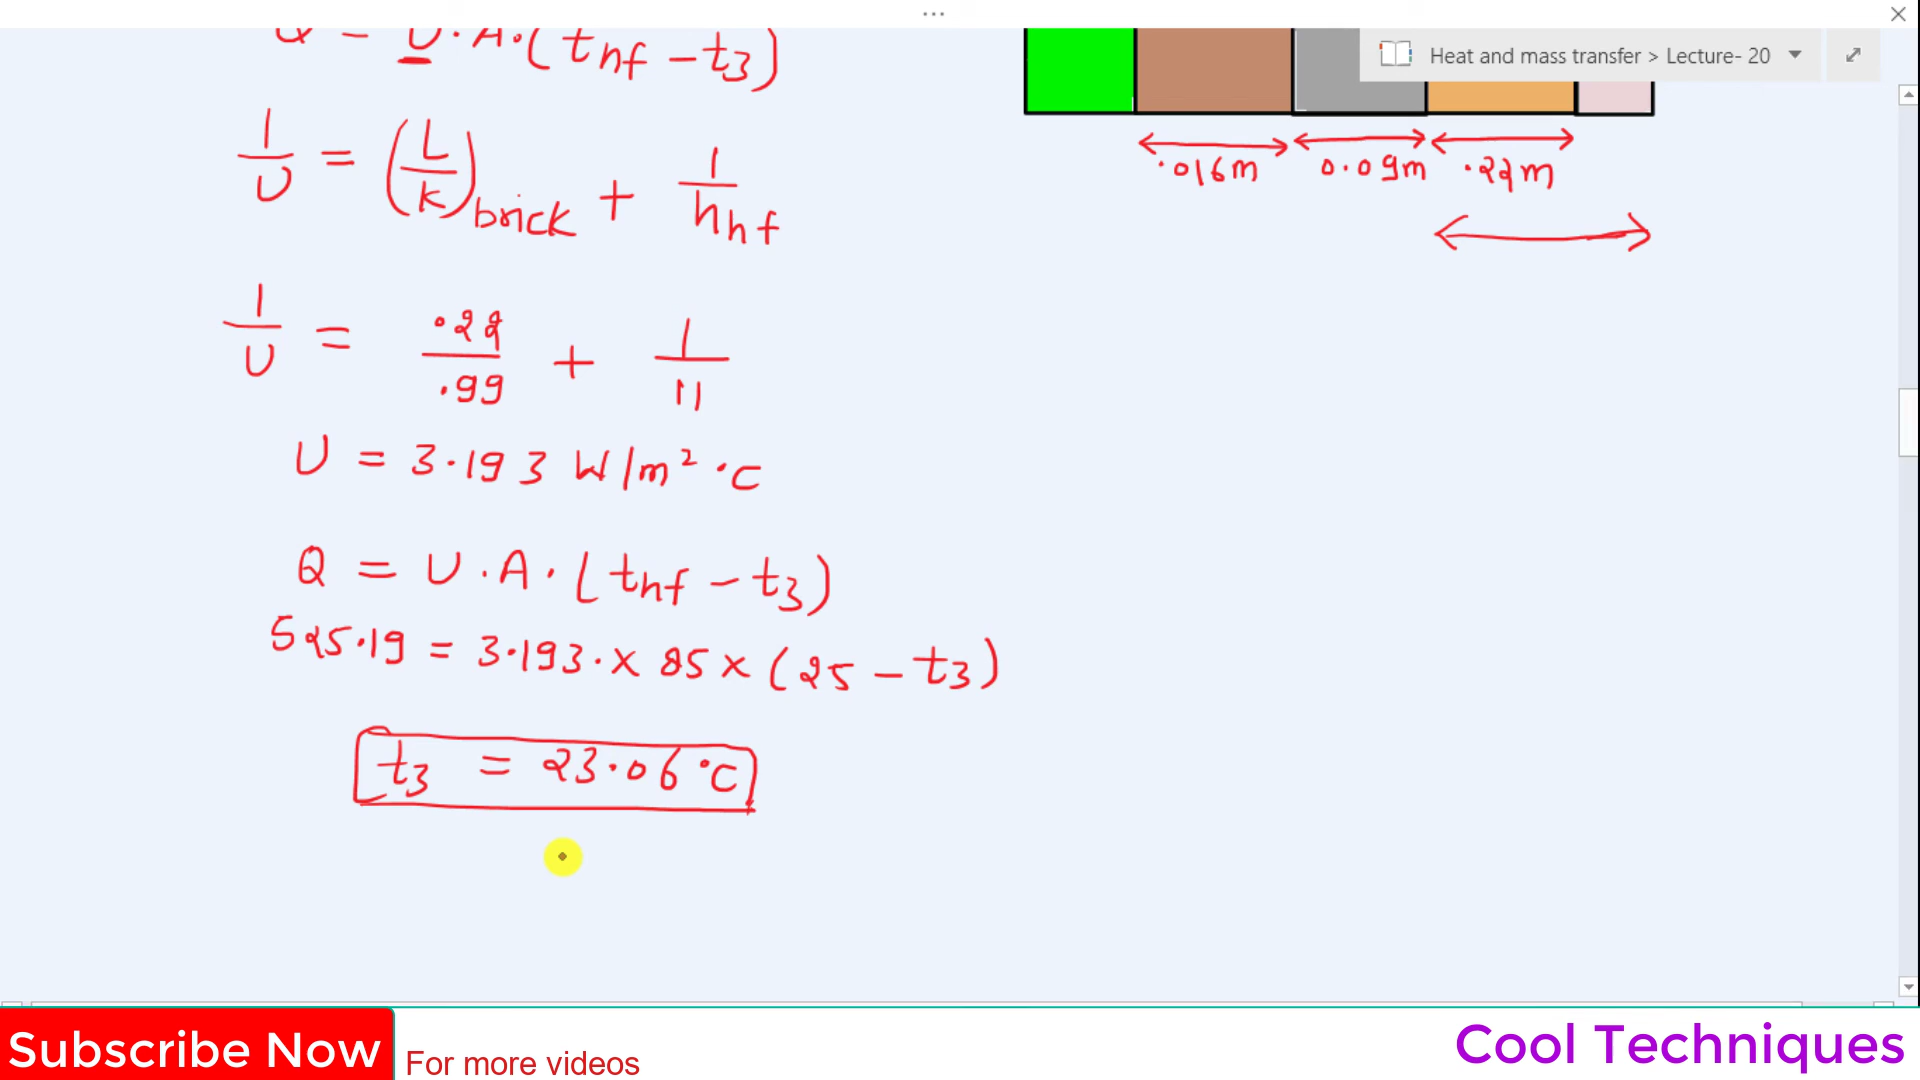 Q = U.A.(thf - t3)
Heat and mass transfer > Lecture- 20
1/U = (L/k)brick + 1/hhf
.016m 0.09m .22m
1/U = .22/.99 + 1/11
U = 3.193 W/m² °C
Q = U.A.(thf - t3)
525.19 = 3.193.x 85 x (25 - t3)
t3 = 23.06 °C
Subscribe Now
For more videos
Cool Techniques